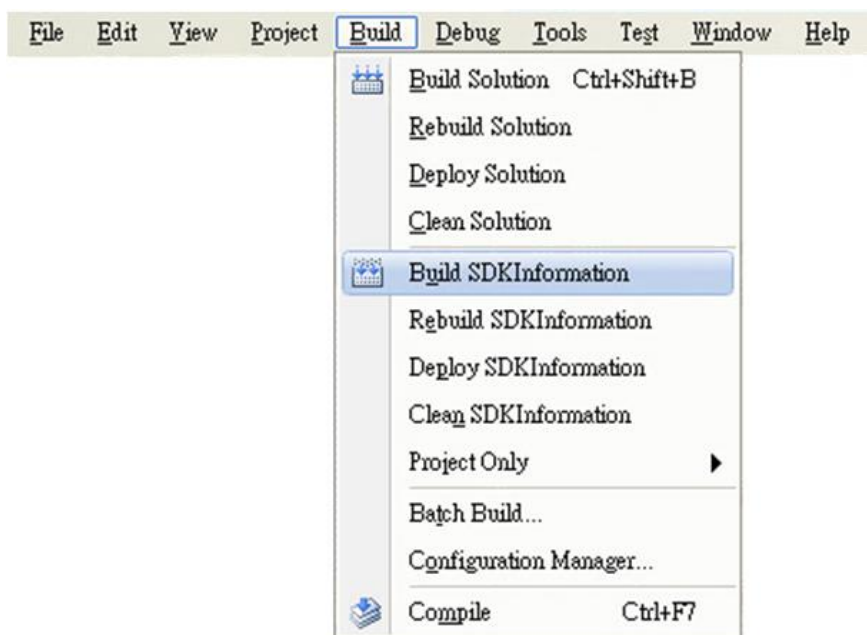 File Edit View Project Build Debug Tools Test Window Help
Build Solution Ctrl+Shift+B
Rebuild Solution
Deploy Solution
Clean Solution
Build SDKInformation
Rebuild SDKInformation
Deploy SDKInformation
Clean SDKInformation
Project Only
Batch Build...
Configuration Manager...
Compile Ctrl+F7